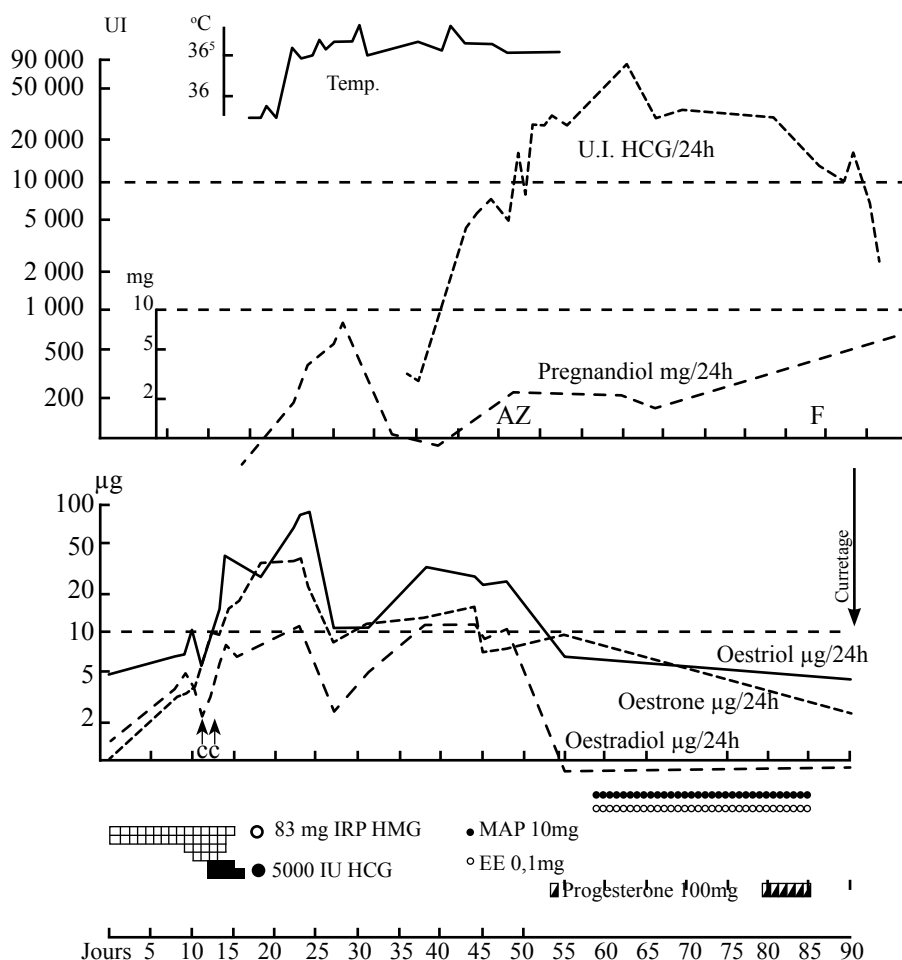 UI
°C
36⁵
36
Temp.
90 000
50 000
20 000
10 000
5 000
2 000
1 000
500
200
U.I. HCG/24h
mg
10
5
2
Pregnandiol mg/24h
AZ
F
µg
100
50
20
10
5
2
Curretage
Oestriol µg/24h
Oestrone µg/24h
Oestradiol µg/24h
cc
83 mg IRP HMG
5000 IU HCG
MAP 10mg
EE 0,1mg
Progesterone 100mg
Jours 5 10 15 20 25 30 35 40 45 50 55 60 65 70 75 80 85 90